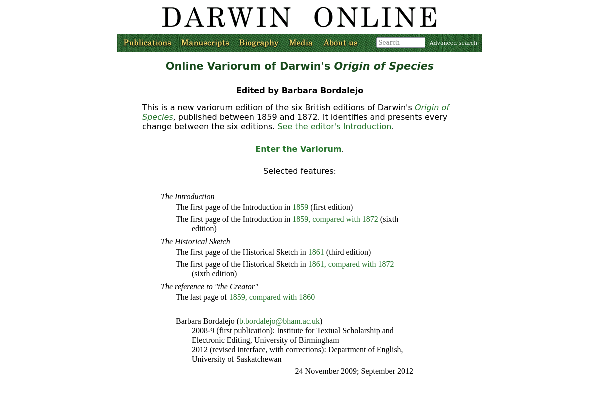 DARWIN ONLINE
Publications Manuscripts Biography Media About us Search Advanced search
Online Variorum of Darwin's Origin of Species
Edited by Barbara Bordalejo
This is a new variorum edition of the six British editions of Darwin's Origin of
Species, published between 1859 and 1872. It identifies and presents every
change between the six editions. See the editor's Introduction.
Enter the Variorum.
Selected features:
The Introduction
The first page of the Introduction in 1859 (first edition)
The first page of the Introduction in 1859, compared with 1872 (sixth
edition)
The Historical Sketch
The first page of the Historical Sketch in 1861 (third edition)
The first page of the Historical Sketch in 1861, compared with 1872
(sixth edition)
The reference to "the Creator"
The last page of 1859, compared with 1860
Barbara Bordalejo (b.bordalejo@bham.ac.uk)
2008-9 (first publication): Institute for Textual Scholarship and
Electronic Editing, University of Birmingham
2012 (revised interface, with corrections): Department of English,
University of Saskatchewan
24 November 2009; September 2012